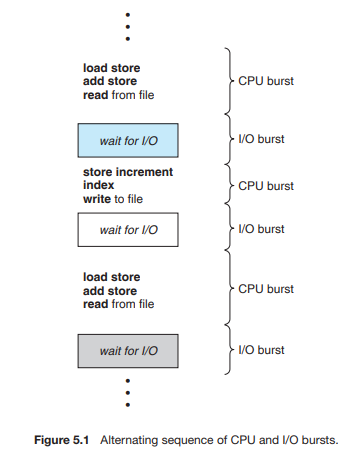 load store
add store
read from file
CPU burst
wait for I/O
I/O burst
store increment
index
write to file
CPU burst
wait for I/O
I/O burst
load store
add store
read from file
CPU burst
wait for I/O
I/O burst
Figure 5.1 Alternating sequence of CPU and I/O bursts.